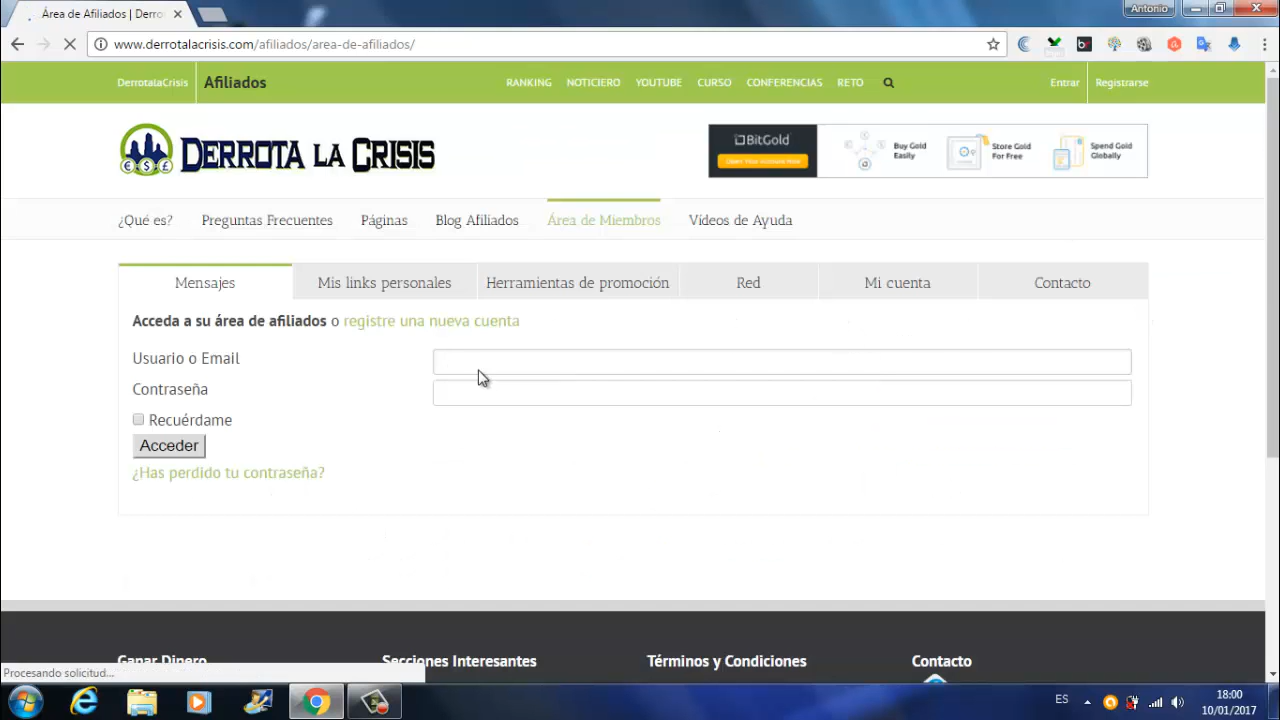 Área de Afiliados | Derro
Antonio
www.derrotalacrisis.com/afiliados/area-de-afiliados/
DerrotalaCrisis
Afiliados
RANKING NOTICIERO YOUTUBE CURSO CONFERENCIAS RETO
Entrar Registrarse
DERROTA LA CRISIS
BitGold
Open Your Account Now
Buy Gold
Easily
Store Gold
For Free
Spend Gold
Globally
¿Qué es? Preguntas Frecuentes Páginas Blog Afiliados Área de Miembros Vídeos de Ayuda
Mensajes Mis links personales Herramientas de promoción Red Mi cuenta Contacto
Acceda a su área de afiliados o registre una nueva cuenta
Usuario o Email
Contraseña
Recuérdame
Acceder
¿Has perdido tu contraseña?
Ganar Dinero Secciones Interesantes Términos y Condiciones Contacto
Procesando solicitud...
ES
18:00
10/01/2017